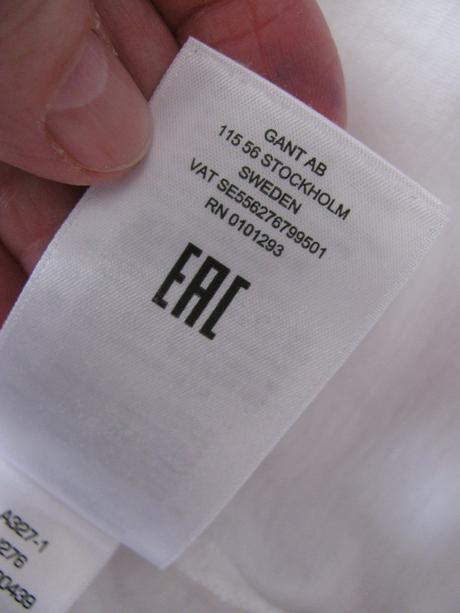 GANT AB
115 56 STOCKHOLM
SWEDEN
VAT SE556276799501
RN 0101293
EAC
A327-1